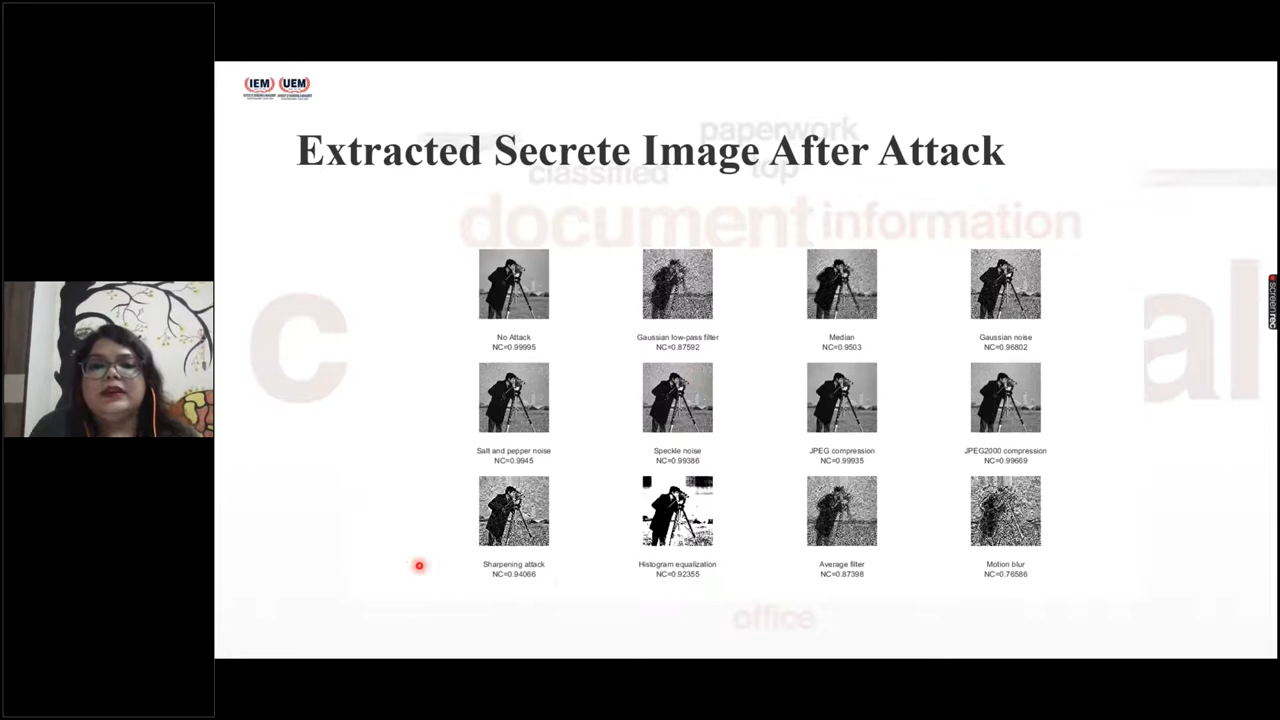 IEM UEM
paperwork
Extracted Secrete Image After Attack
classified top
document information
c al
No Attack
NC=0.99995
Gaussian low-pass filter
NC=0.87592
Median
NC=0.9503
Gaussian noise
NC=0.96802
Salt and pepper noise
NC=0.9945
Speckle noise
NC=0.99386
JPEG compression
NC=0.99935
JPEG2000 compression
NC=0.99669
Sharpening attack
NC=0.94066
Histogram equalization
NC=0.92355
Average filter
NC=0.87398
Motion blur
NC=0.76586
office
screenrec